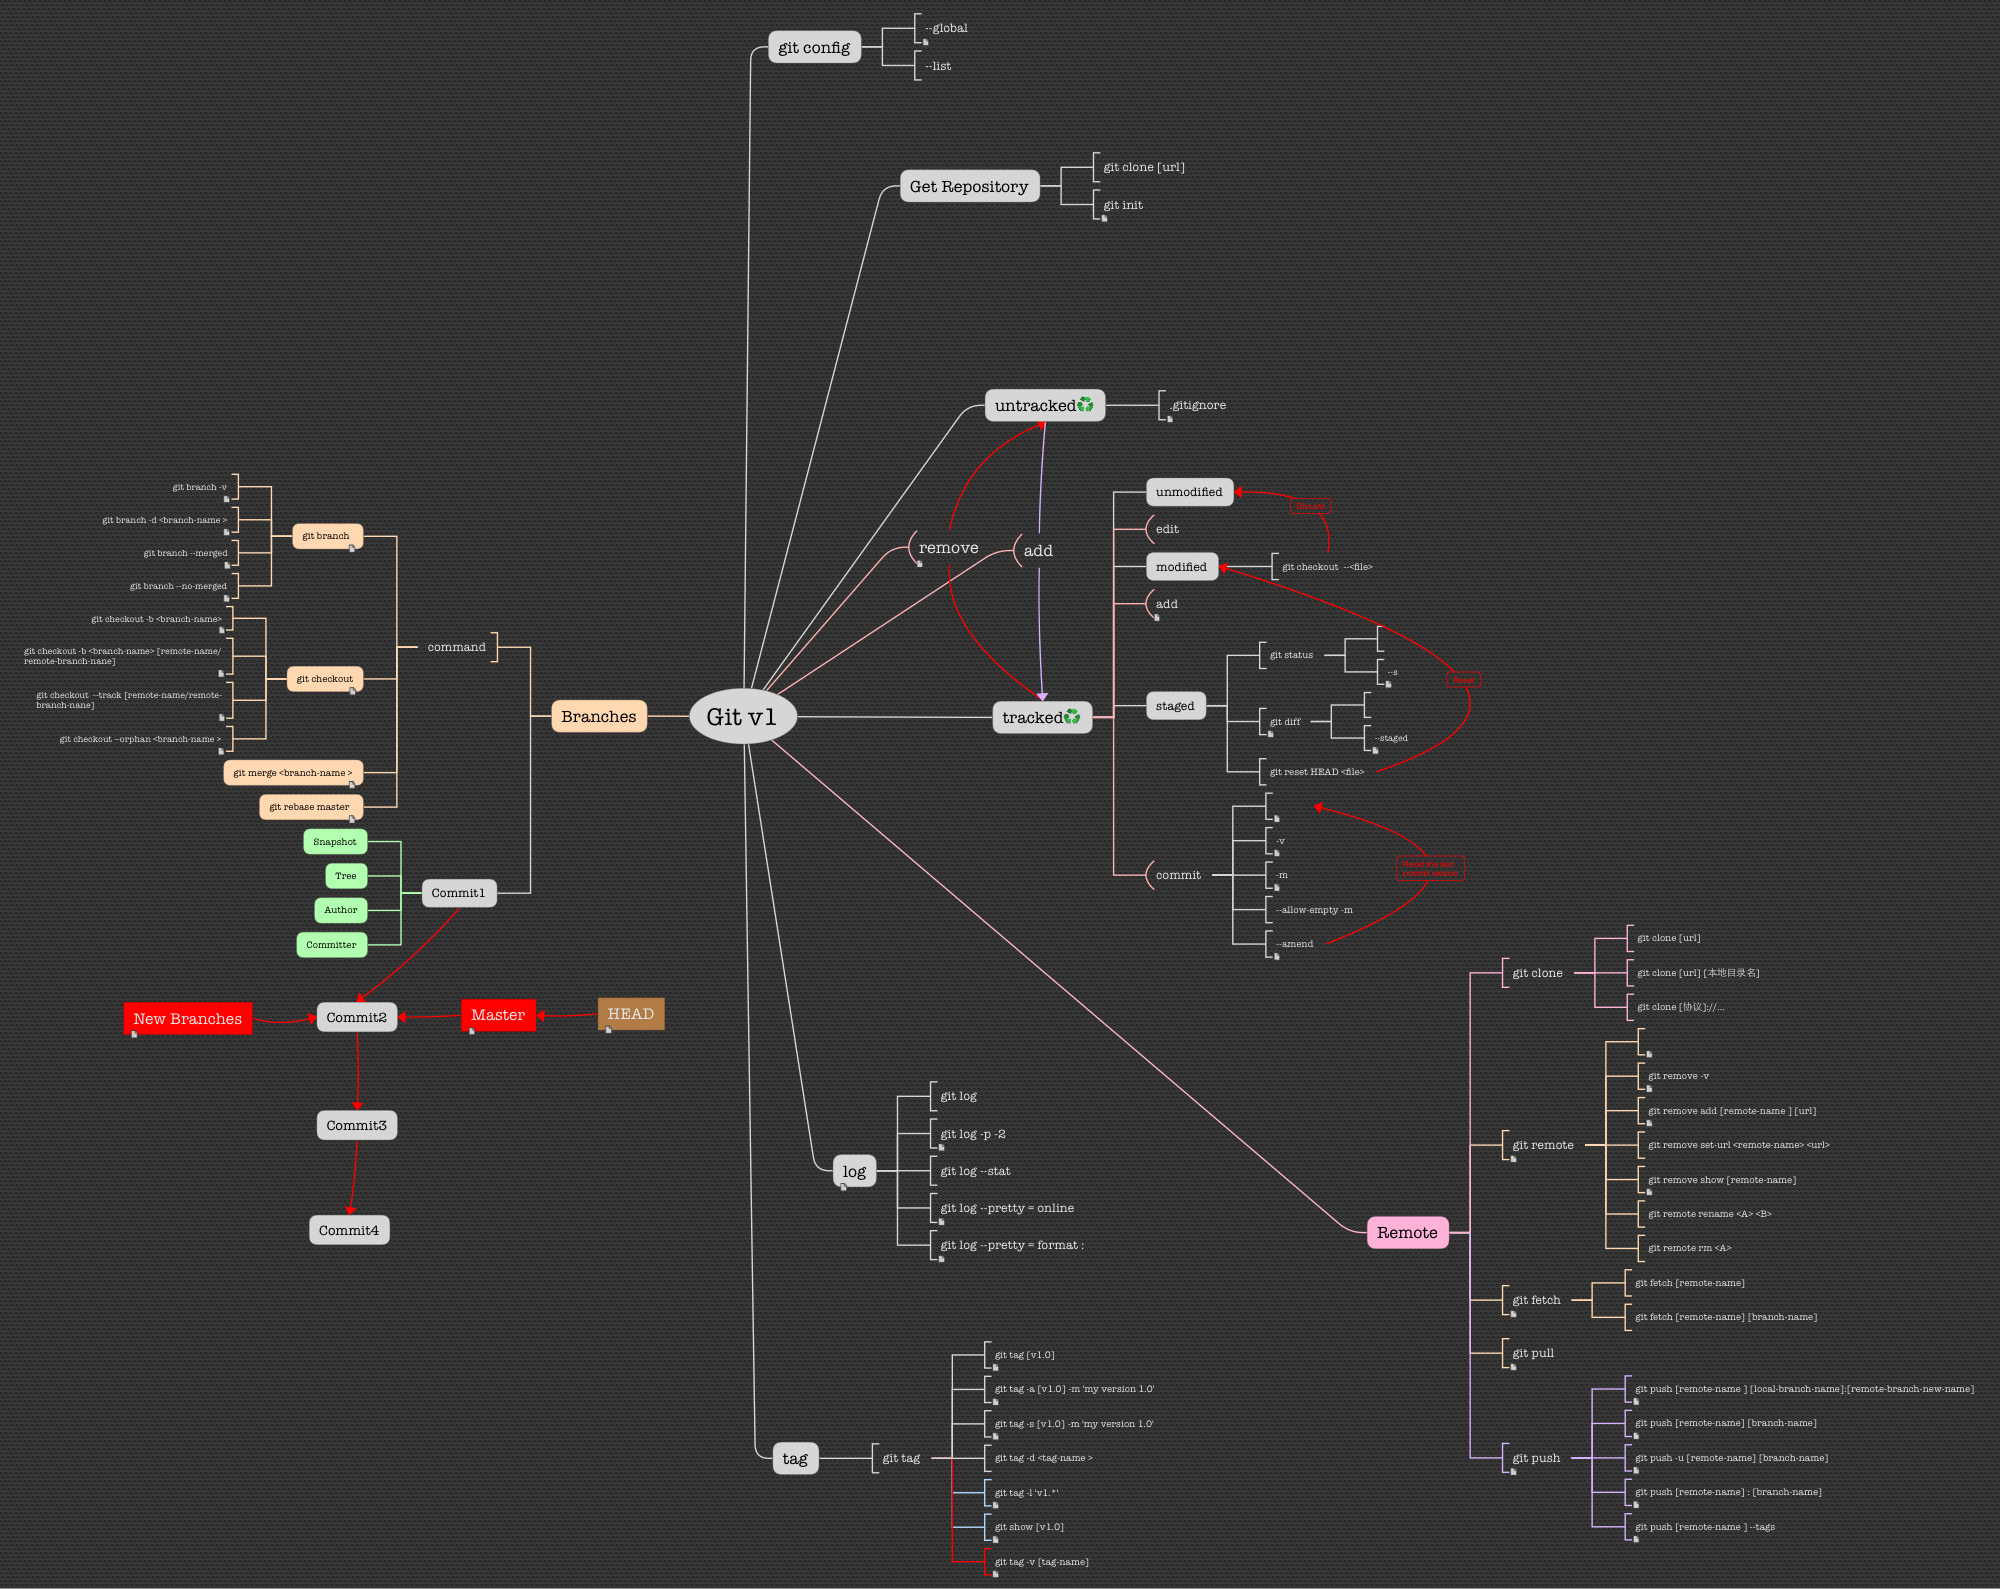 git config
--global
--list
Get Repository
git clone [url]
git init
untracked♻
.gitignore
remove
add
tracked♻
unmodified
Discard
edit
modified
git checkout --<file>
add
staged
git status
--s
git diff
--staged
git reset HEAD <file>
Reset
commit
-v
-m
--allow-empty -m
--amend
Git v1
Branches
command
git branch
git branch -v
git branch -d <branch-name >
git branch --merged
git branch --no-merged
git checkout
git checkout -b <branch-name>
git checkout -b <branch-name> [remote-name/
remote-branch-nane]
git checkout --track [remote-name/remote-
branch-nane]
git checkout --orphan <branch-name >
git merge <branch-name >
git rebase master
Commit1
Snapshot
Tree
Author
Committer
New Branches
Commit2
Master
HEAD
Commit3
Commit4
log
git log
git log -p -2
git log --stat
git log --pretty = online
git log --pretty = format :
tag
git tag
git tag [v1.0]
git tag -a [v1.0] -m 'my version 1.0'
git tag -s [v1.0] -m 'my version 1.0'
git tag -d <tag-name >
git tag -l 'v1.*'
git show [v1.0]
git tag -v [tag-name]
Remote
git clone
git clone [url]
git clone [url] [本地目录名]
git clone [协议]://...
git remote
git remove -v
git remove add [remote-name ] [url]
git remove set-url <remote-name> <url>
git remove show [remote-name]
git remote rename <A> <B>
git remote rm <A>
git fetch
git fetch [remote-name]
git fetch [remote-name] [branch-name]
git pull
git push
git push [remote-name ] [local-branch-name]:[remote-branch-new-name]
git push [remote-name] [branch-name]
git push -u [remote-name] [branch-name]
git push [remote-name] : [branch-name]
git push [remote-name ] --tags